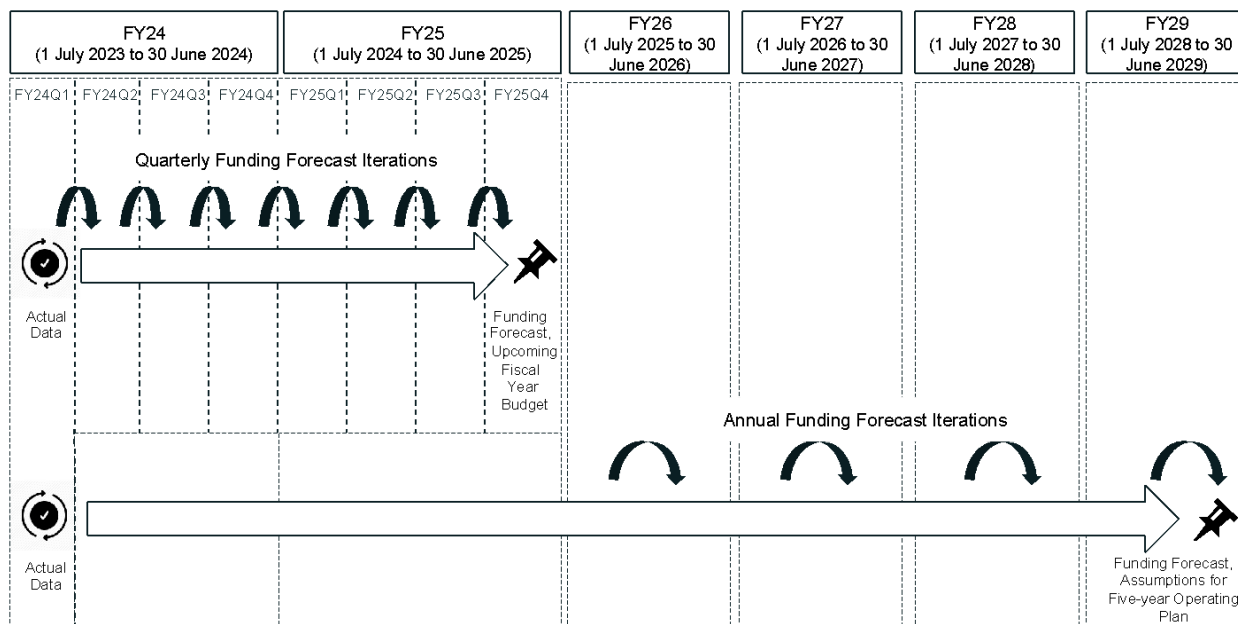 FY24
(1 July 2023 to 30 June 2024)
FY25
(1 July 2024 to 30 June 2025)
FY26
(1 July 2025 to 30
June 2026)
FY27
(1 July 2026 to 30
June 2027)
FY28
(1 July 2027 to 30
June 2028)
FY29
(1 July 2028 to 30
June 2029)
FY24Q1
FY24Q2
FY24Q3
FY24Q4
FY25Q1
FY25Q2
FY25Q3
FY25Q4
Quarterly Funding Forecast Iterations
Actual
Data
Funding
Forecast,
Upcoming
Fiscal
Year
Budget
Annual Funding Forecast Iterations
Actual
Data
Funding Forecast,
Assumptions for
Five-year Operating
Plan